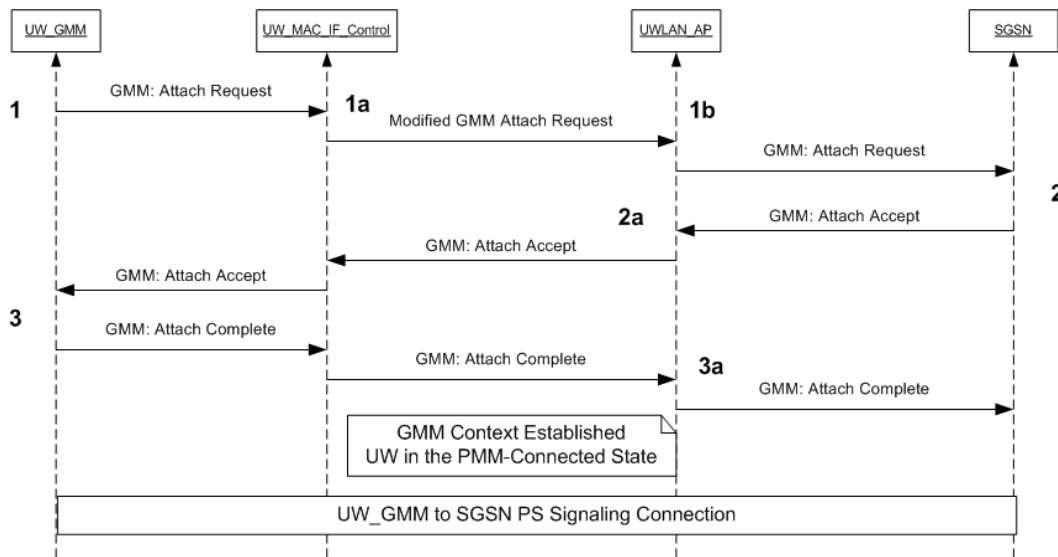 UW_GMM
UW_MAC_IF_Control
UWLAN_AP
SGSN
1
GMM: Attach Request
1a
Modified GMM Attach Request
1b
GMM: Attach Request
2
GMM: Attach Accept
2a
GMM: Attach Accept
GMM: Attach Accept
3
GMM: Attach Complete
GMM: Attach Complete
3a
GMM: Attach Complete
GMM Context Established
UW in the PMM-Connected State
UW_GMM to SGSN PS Signaling Connection